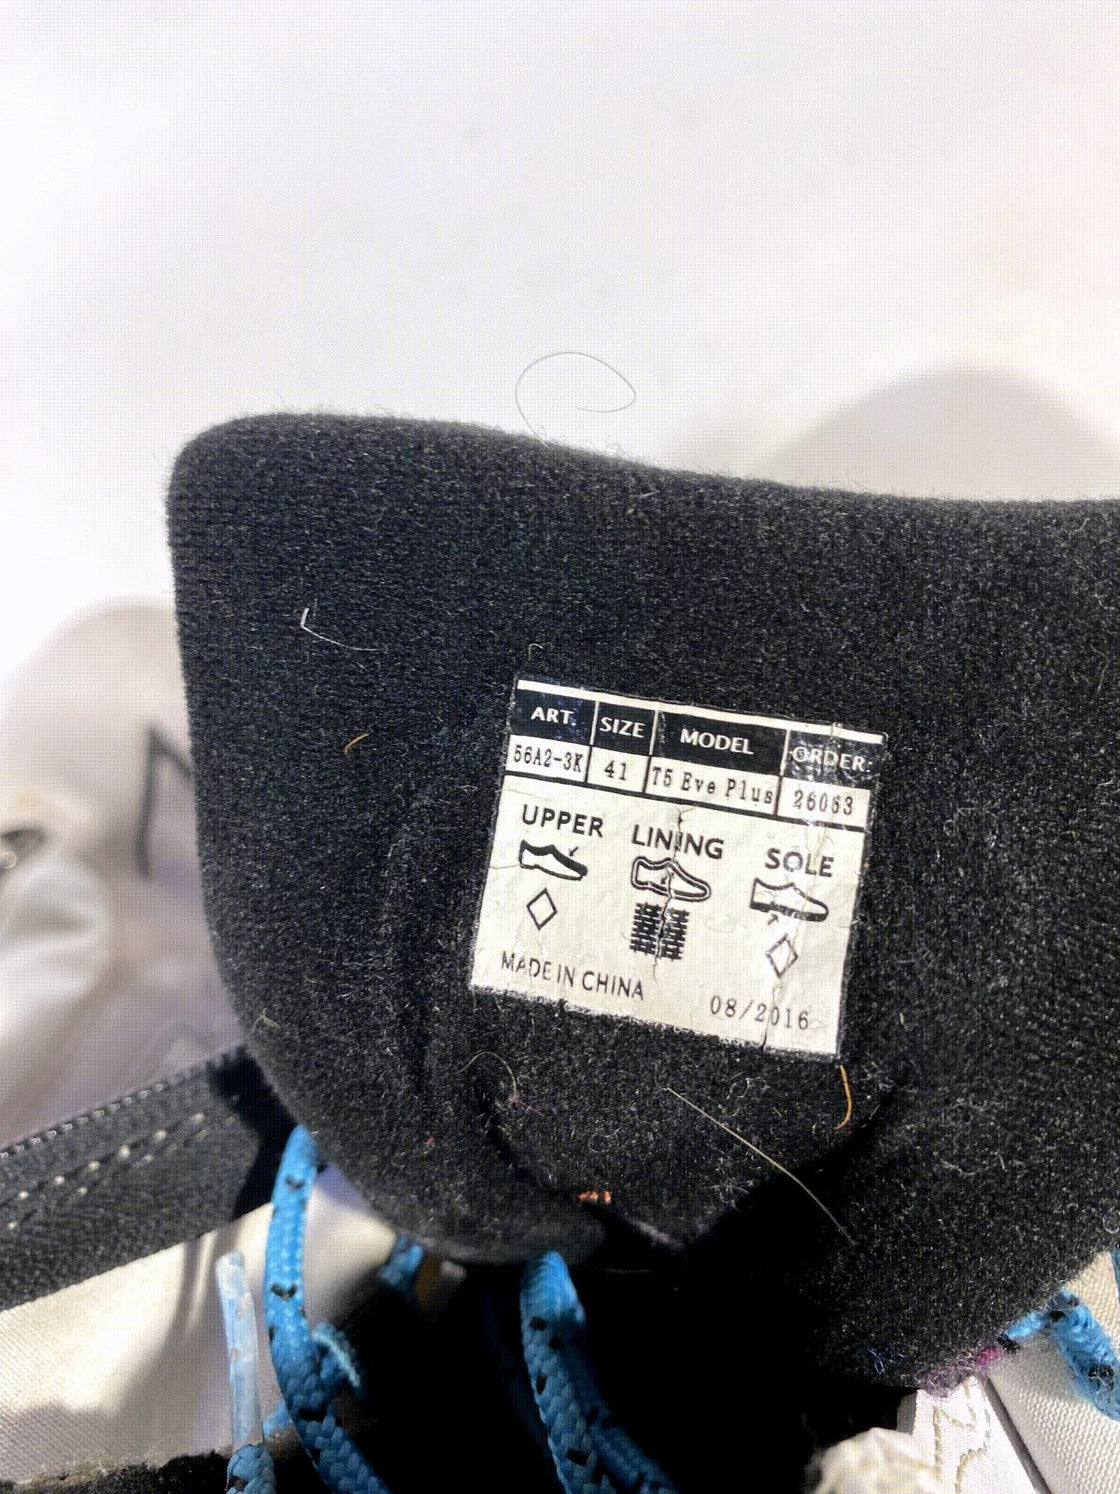 ART. SIZE MODEL ORDER:
56A2-3K 41 T5 Eve Plus 26063
UPPER LINING SOLE
MADE IN CHINA 08/2016